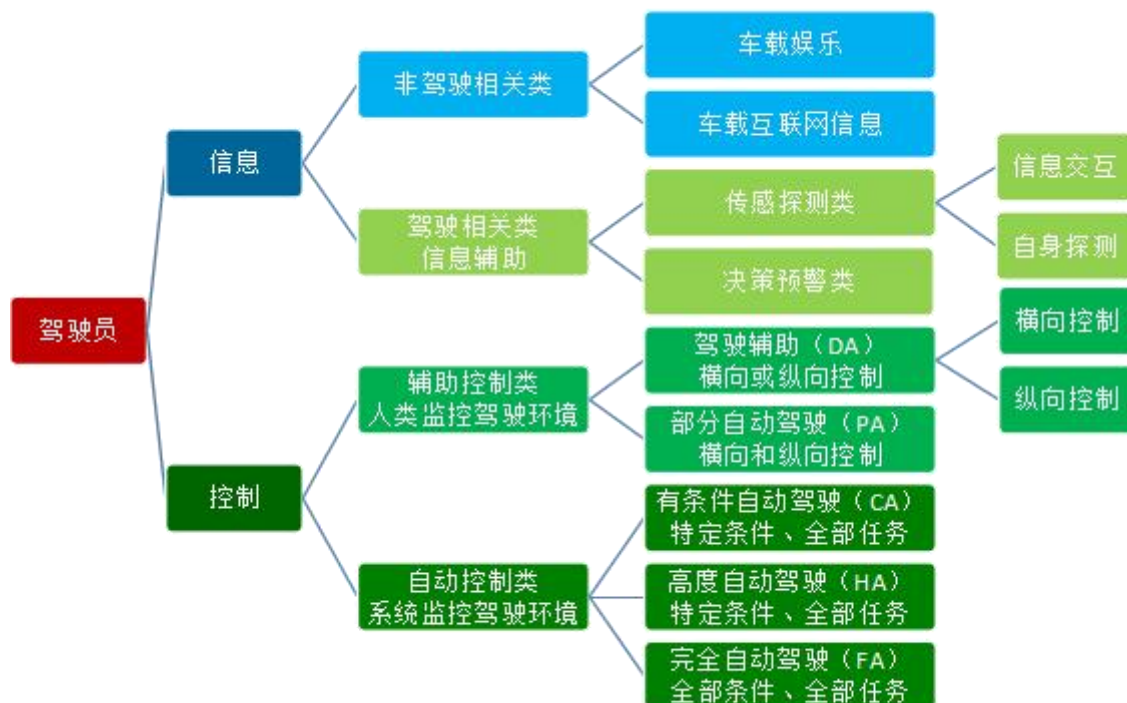 车载娱乐
非驾驶相关类
车载互联网信息
信息
信息交互
传感探测类
驾驶相关类
信息辅助
自身探测
决策预警类
驾驶员
横向控制
驾驶辅助（DA）
横向或纵向控制
辅助控制类
人类监控驾驶环境
纵向控制
部分自动驾驶（PA）
横向和纵向控制
控制
有条件自动驾驶（CA）
特定条件、全部任务
自动控制类
系统监控驾驶环境
高度自动驾驶（HA）
特定条件、全部任务
完全自动驾驶（FA）
全部条件、全部任务